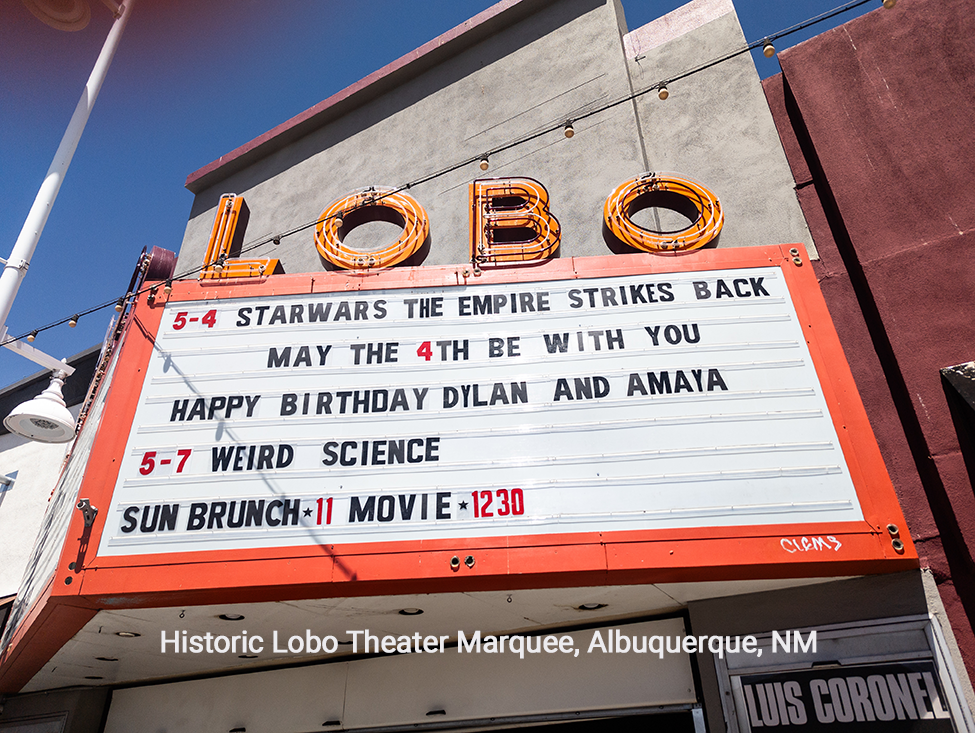 LOBO
5-4 STARWARS THE EMPIRE STRIKES BACK
MAY THE 4TH BE WITH YOU
HAPPY BIRTHDAY DYLAN AND AMAYA
5-7 WEIRD SCIENCE
SUN BRUNCH★11 MOVIE★1230
Historic Lobo Theater Marquee, Albuquerque, NM
LUIS CORONEL